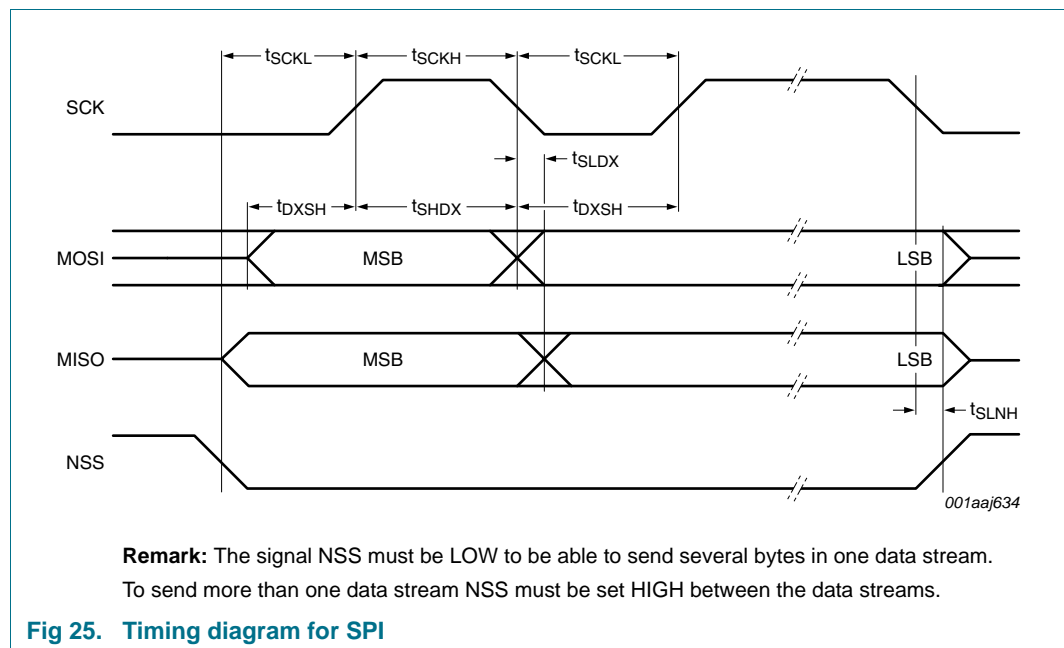 tSCKL tSCKH tSCKL
SCK
tSLDX
tDXSH tSHDX tDXSH
MOSI MSB LSB
MISO MSB LSB
tSLNH
NSS
001aaj634
Remark: The signal NSS must be LOW to be able to send several bytes in one data stream.
To send more than one data stream NSS must be set HIGH between the data streams.
Fig 25. Timing diagram for SPI